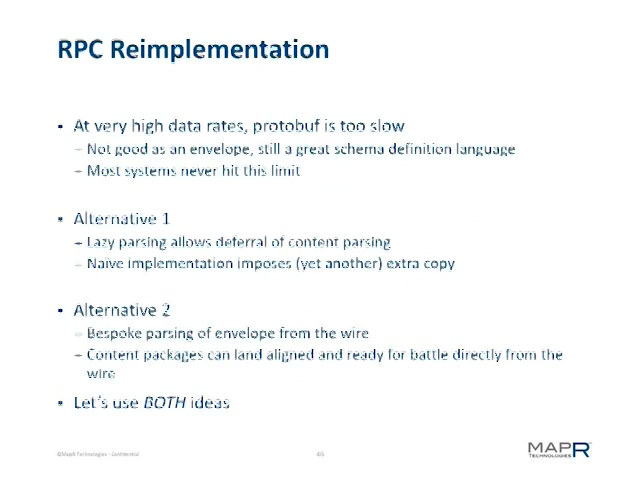 RPC Reimplementation
▪ At very high data rates, protobuf is too slow
– Not good as an envelope, still a great schema definition language
– Most systems never hit this limit
▪ Alternative 1
– Lazy parsing allows deferral of content parsing
– Naïve implementation imposes (yet another) extra copy
▪ Alternative 2
– Bespoke parsing of envelope from the wire
– Content packages can land aligned and ready for battle directly from the
wire
▪ Let's use BOTH ideas
©MapR Technologies - Confidential
MAPR
TECHNOLOGIES